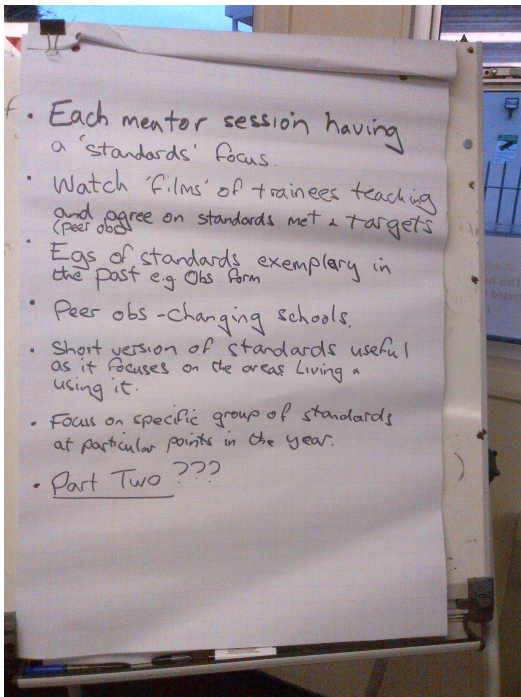 • Each mentor session having
a 'standards' focus.
• Watch 'films' of trainees teaching
and agree on standards met & targets
(peer obs)
• Egs of standards exemplary in
the past e.g Obs form
• Peer obs - changing schools.
• Short version of standards useful
as it focuses on the areas Living &
using it.
• Focus on specific group of standards
at particular points in the year.
• Part Two ???